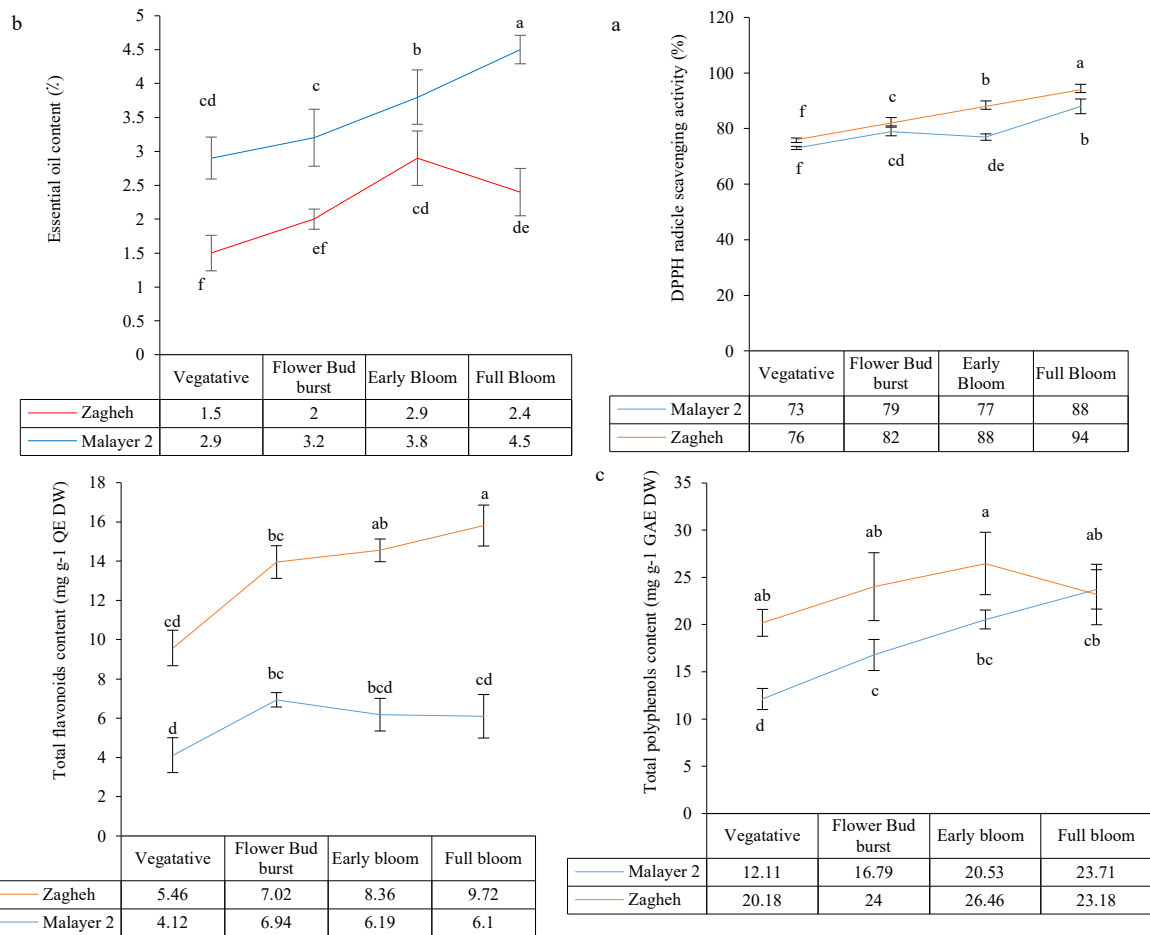 b
Essential oil content (٪)
5
4.5
4
3.5
3
2.5
2
1.5
1
0.5
0
cd
c
b
a
f
ef
cd
de
Vegatative Flower Bud burst Early Bloom Full Bloom
Zagheh 1.5 2 2.9 2.4
Malayer 2 2.9 3.2 3.8 4.5
a
DPPH radicle scavenging activity (%)
120
100
80
60
40
20
0
f
c
b
a
f
cd
de
b
Vegatative Flower Bud burst Early Bloom Full Bloom
Malayer 2 73 79 77 88
Zagheh 76 82 88 94
Total flavonoids content (mg g-1 QE DW)
18
16
14
12
10
8
6
4
2
0
cd
bc
ab
a
d
bc
bcd
cd
Vegatative Flower Bud burst Early bloom Full bloom
Zagheh 5.46 7.02 8.36 9.72
Malayer 2 4.12 6.94 6.19 6.1
c
Total polyphenols content (mg g-1 GAE DW)
35
30
25
20
15
10
5
0
ab
ab
a
ab
d
c
bc
cb
Vegatative Flower Bud burst Early bloom Full bloom
Malayer 2 12.11 16.79 20.53 23.71
Zagheh 20.18 24 26.46 23.18